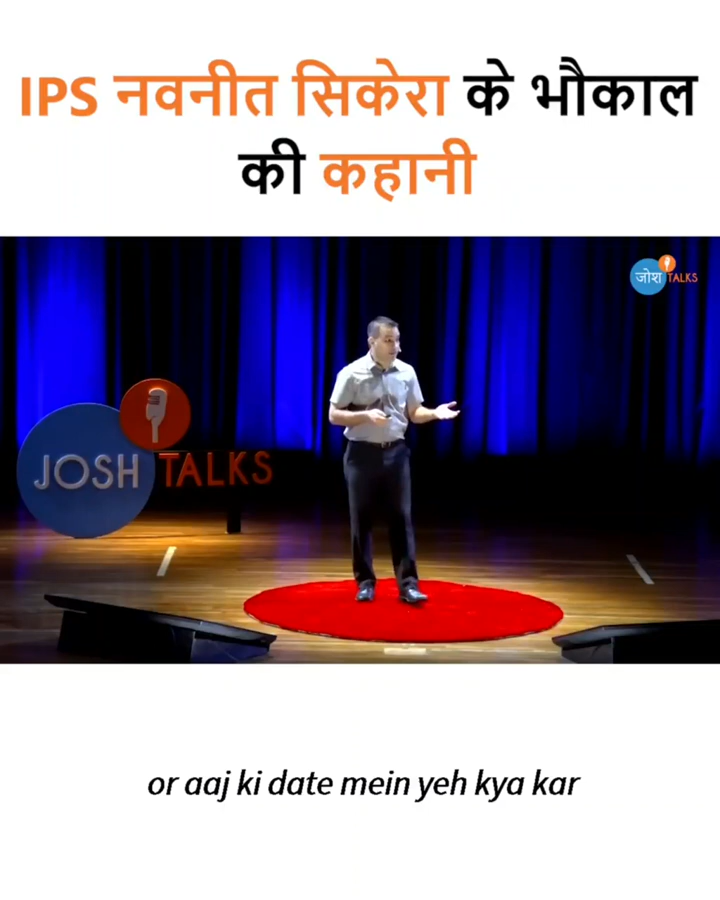 IPS नवनीत सिकेरा के भौकाल
की कहानी
जोश TALKS
JOSH TALKS
or aaj ki date mein yeh kya kar